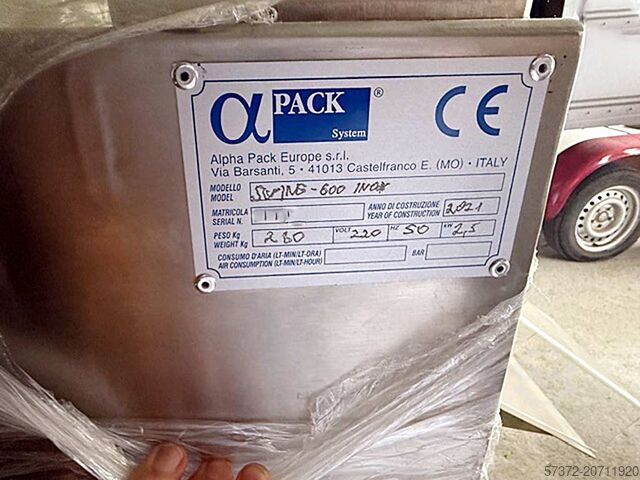 α PACK ®
System
CE
Alpha Pack Europe s.r.l.
Via Barsanti, 5 • 41013 Castelfranco E. (MO) • ITALY
MODELLO
MODEL
-600 INOX
ANNO DI COSTRUZIONE
YEAR OF CONSTRUCTION
2021
MATRICOLA
SERIAL N.
PESO Kg
WEIGHT Kg
280
VOLT
220
HZ
50
KW
2,5
CONSUMO D'ARIA (LT-MIN/LT-ORA)
AIR CONSUMPTION (LT-MIN/LT-HOUR)
BAR
57372-20711920